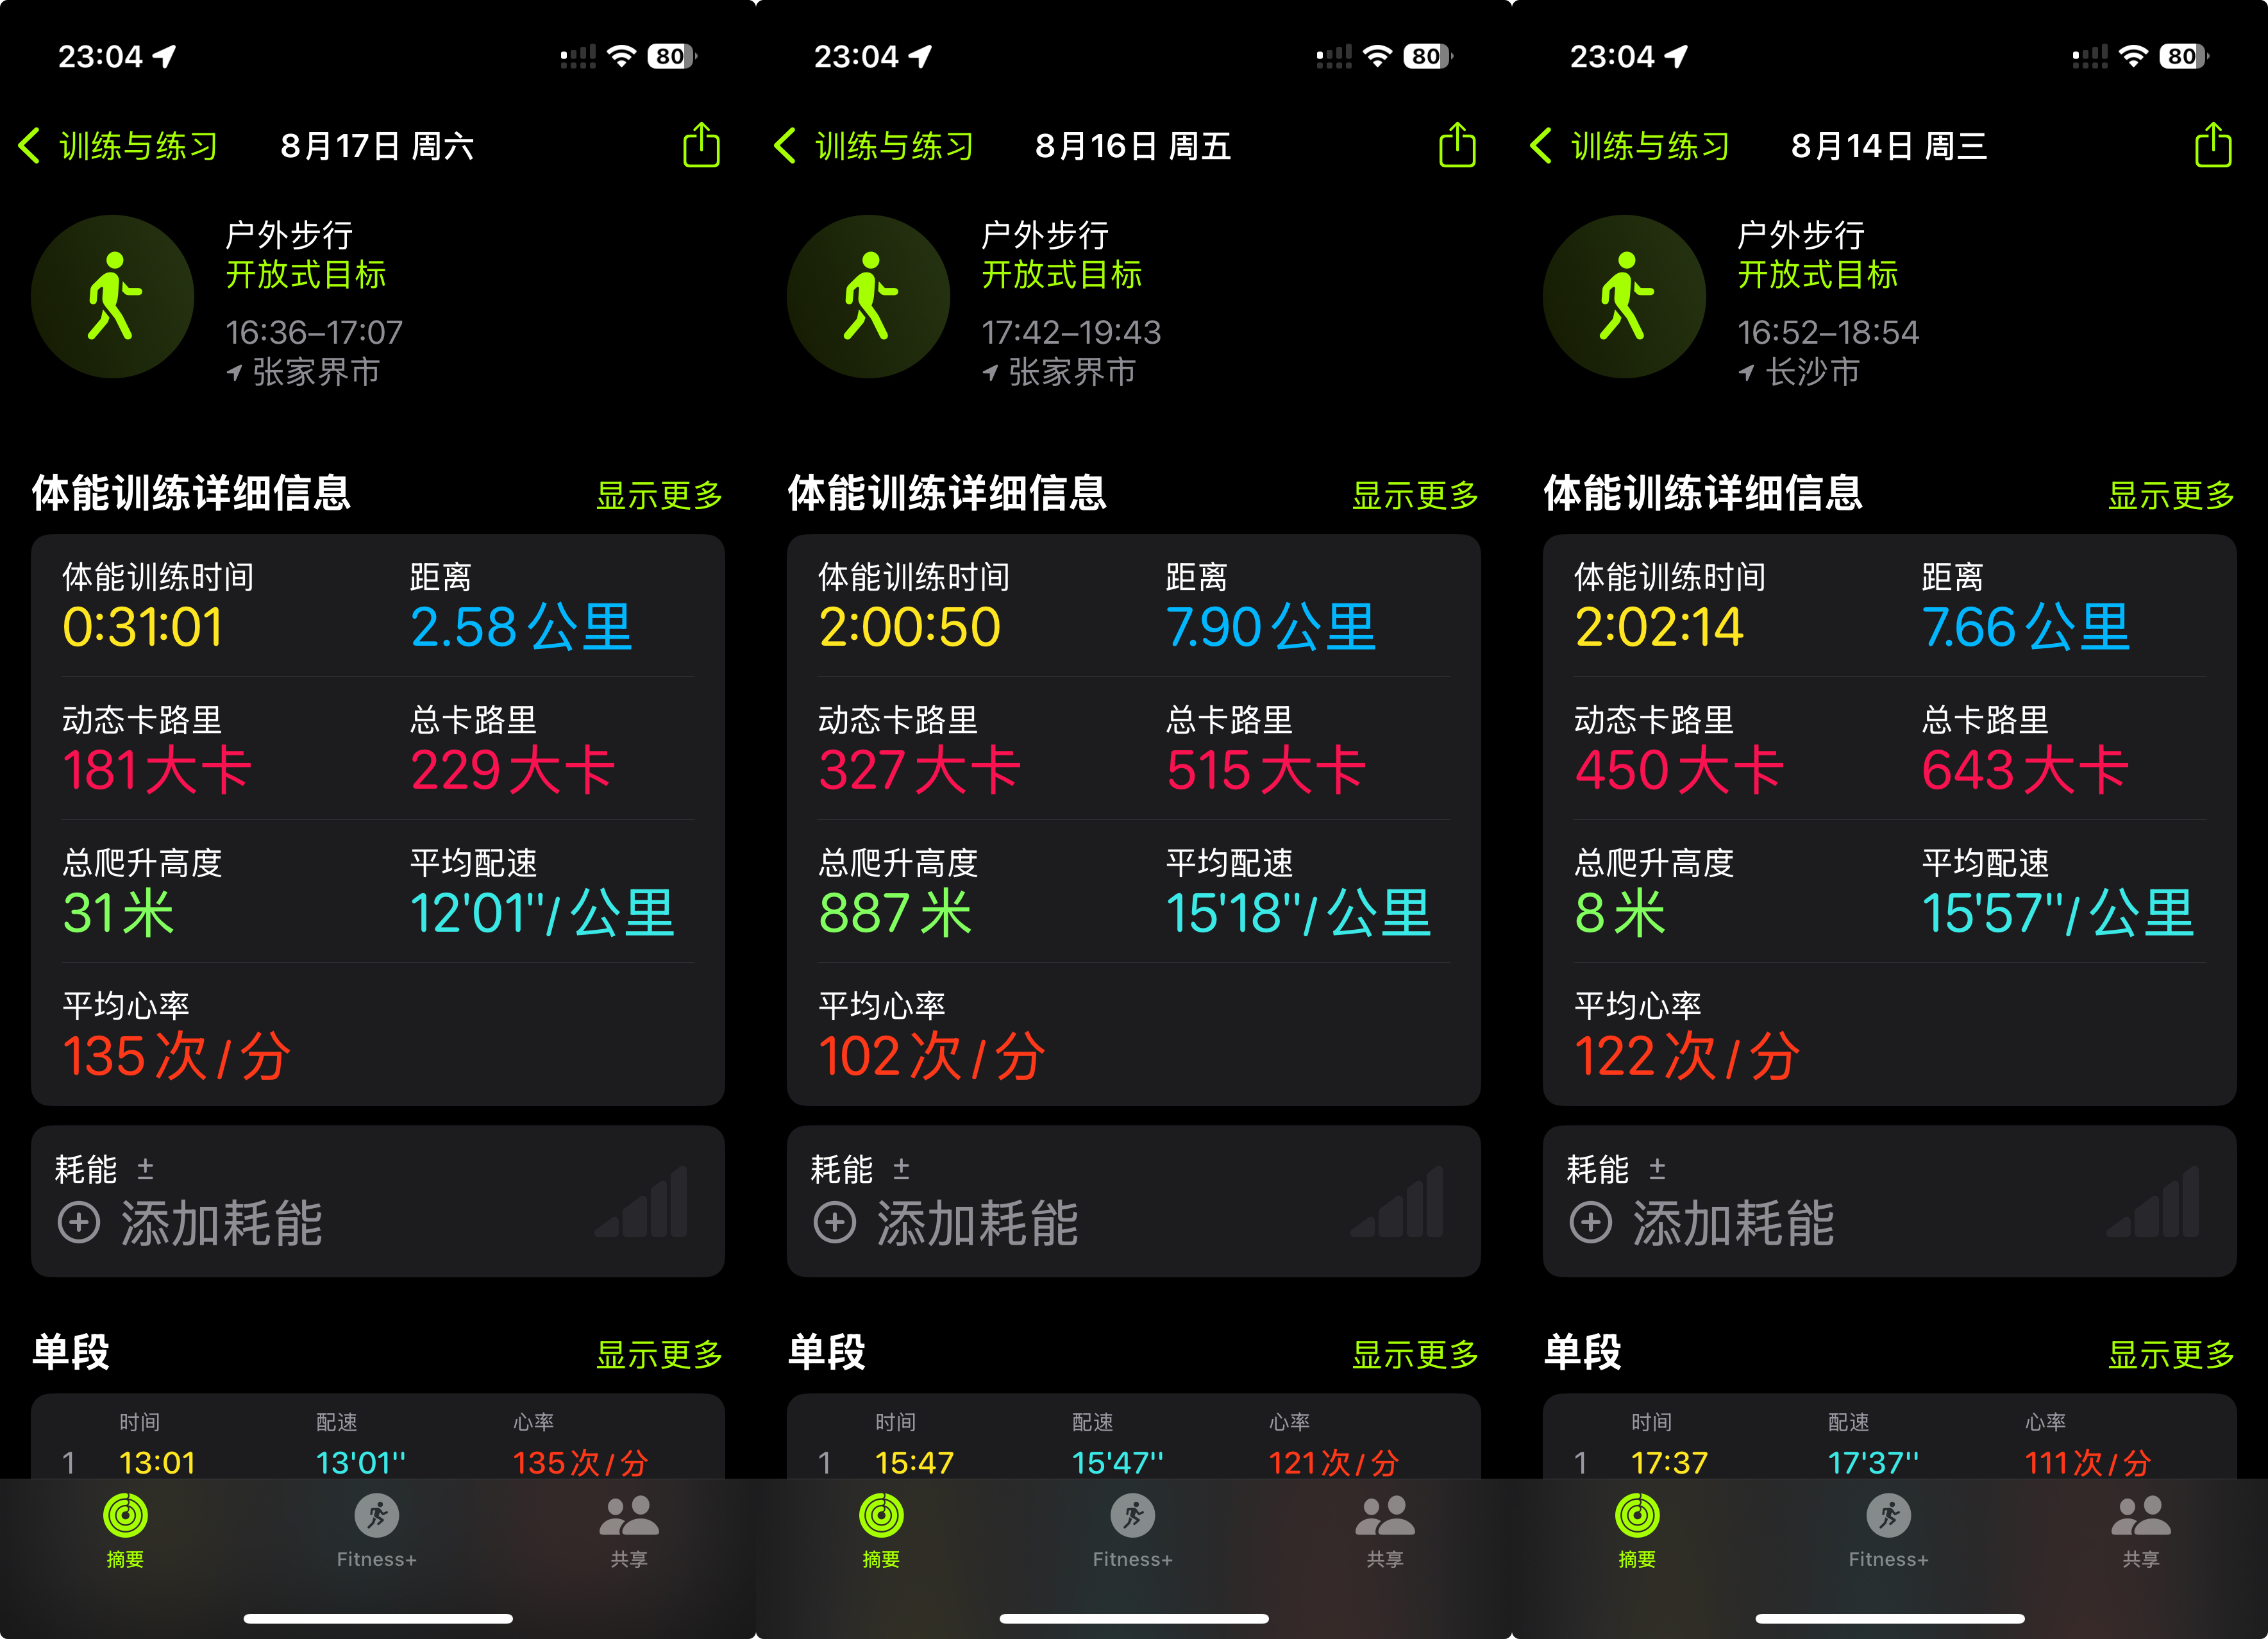 23:04
80
训练与练习
8月17日 周六
户外步行
开放式目标
16:36–17:07
张家界市
体能训练详细信息
显示更多
体能训练时间
距离
0:31:01
2.58公里
动态卡路里
总卡路里
181大卡
229大卡
总爬升高度
平均配速
31米
12'01''/公里
平均心率
135次/分
耗能 ±
添加耗能
单段
显示更多
时间 配速 心率
1 13:01 13'01'' 135次/分
摘要
Fitness+
共享
23:04
80
训练与练习
8月16日 周五
户外步行
开放式目标
17:42–19:43
张家界市
体能训练详细信息
显示更多
体能训练时间
距离
2:00:50
7.90公里
动态卡路里
总卡路里
327大卡
515大卡
总爬升高度
平均配速
887米
15'18''/公里
平均心率
102次/分
耗能 ±
添加耗能
单段
显示更多
时间 配速 心率
1 15:47 15'47'' 121次/分
摘要
Fitness+
共享
23:04
80
训练与练习
8月14日 周三
户外步行
开放式目标
16:52–18:54
长沙市
体能训练详细信息
显示更多
体能训练时间
距离
2:02:14
7.66公里
动态卡路里
总卡路里
450大卡
643大卡
总爬升高度
平均配速
8米
15'57''/公里
平均心率
122次/分
耗能 ±
添加耗能
单段
显示更多
时间 配速 心率
1 17:37 17'37'' 111次/分
摘要
Fitness+
共享